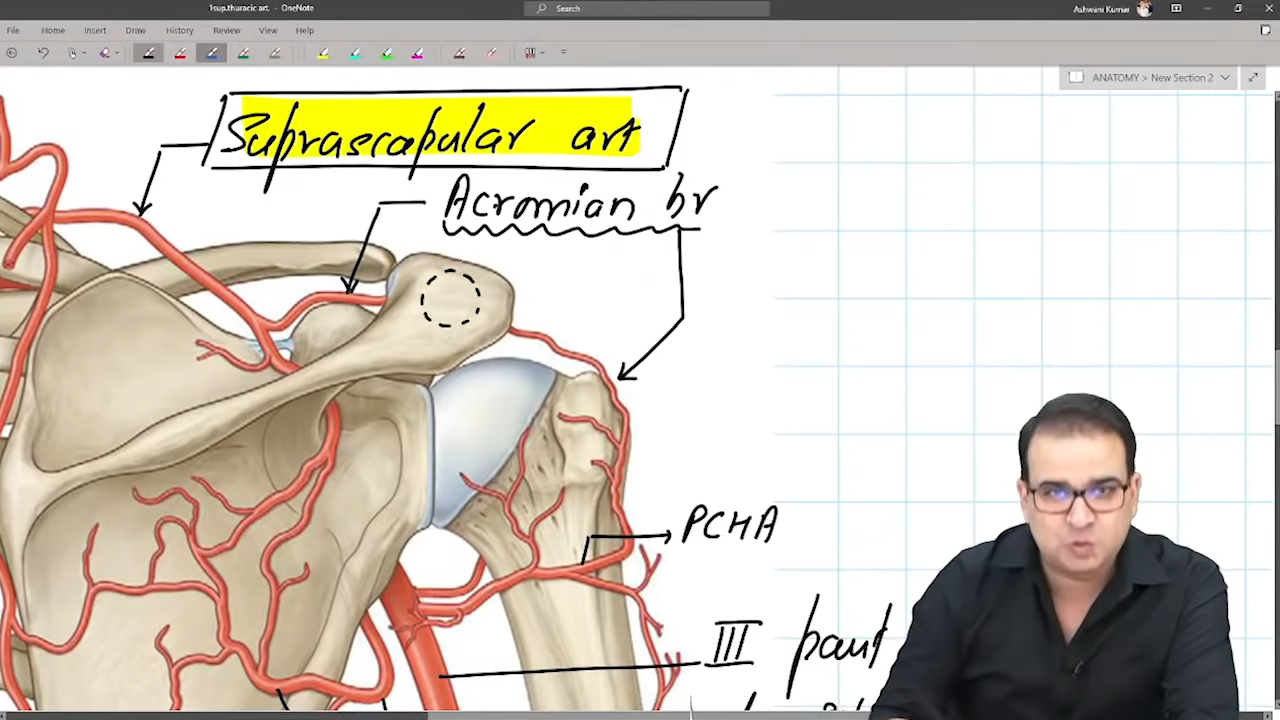 1sup.thoracic art. - OneNote
Search
Ashwani Kumar
File Home Insert Draw History Review View Help
ANATOMY > New Section 2
Suprascapular art
Acromian br
PCHA
III part